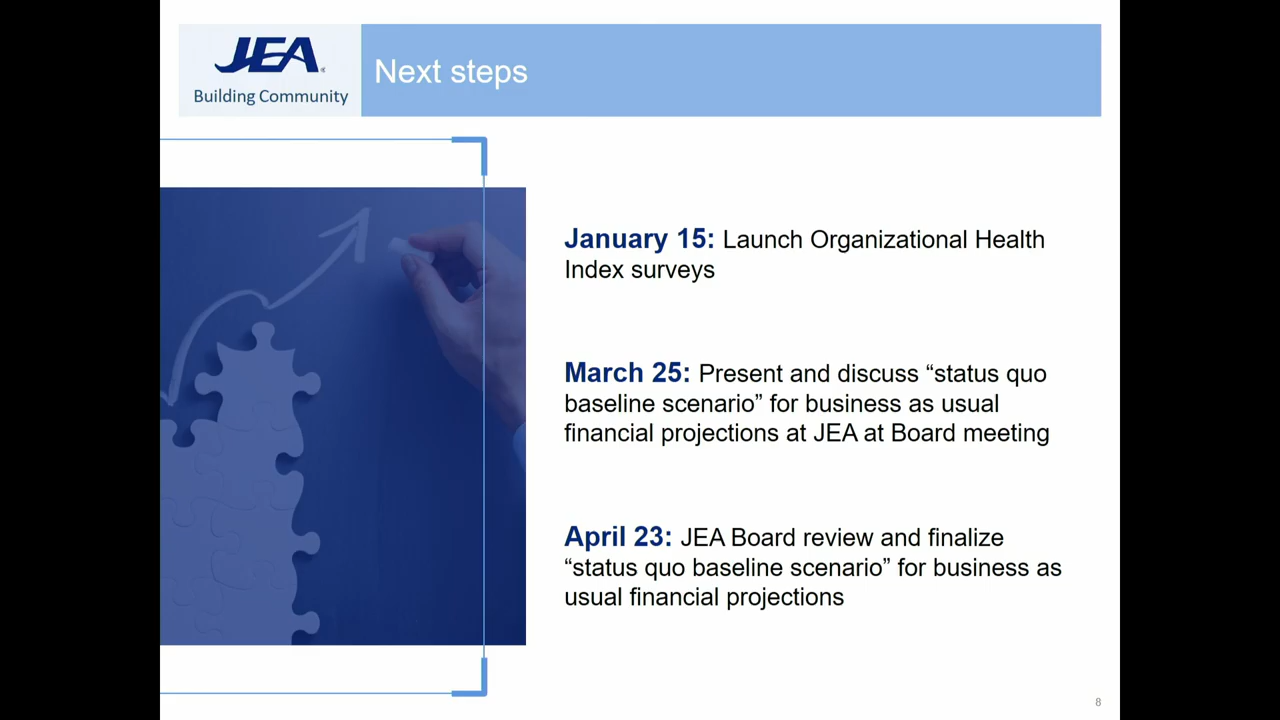 JEA®
Building Community
Next steps
January 15: Launch Organizational Health
Index surveys
March 25: Present and discuss “status quo
baseline scenario” for business as usual
financial projections at JEA at Board meeting
April 23: JEA Board review and finalize
“status quo baseline scenario” for business as
usual financial projections
8